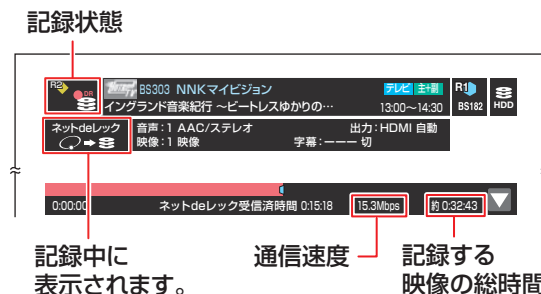 記録状態
R2 DR BS303 NNKマイビジョン テレビ 主+副 R1
イングランド音楽紀行 ~ビートレスゆかりの… 13:00~14:30 BS182 HDD
ネットdeレック 音声:1 AAC/ステレオ 出力:HDMI 自動
映像:1 映像 字幕:ーーー 切
0:00:00 ネットdeレック受信済時間 0:15:18 15.3Mbps 約 0:32:43
記録中に 通信速度 記録する
表示されます。 映像の総時間